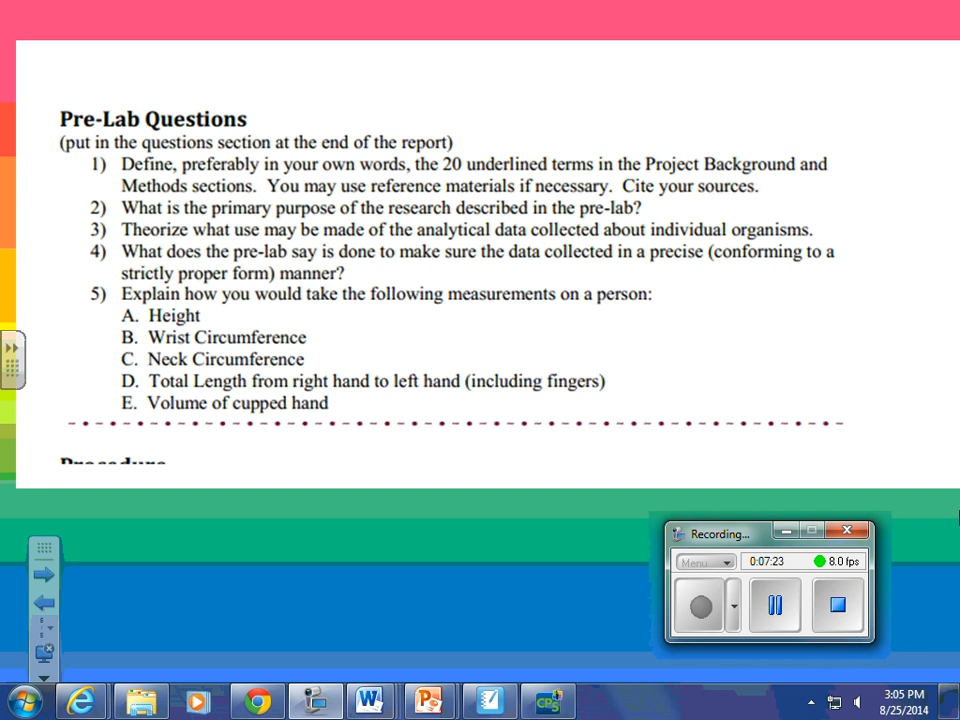 Pre-Lab Questions
(put in the questions section at the end of the report)
1) Define, preferably in your own words, the 20 underlined terms in the Project Background and
Methods sections. You may use reference materials if necessary. Cite your sources.
2) What is the primary purpose of the research described in the pre-lab?
3) Theorize what use may be made of the analytical data collected about individual organisms.
4) What does the pre-lab say is done to make sure the data collected in a precise (conforming to a
strictly proper form) manner?
5) Explain how you would take the following measurements on a person:
A. Height
B. Wrist Circumference
C. Neck Circumference
D. Total Length from right hand to left hand (including fingers)
E. Volume of cupped hand
Procedure
Recording...
Menu 0:07:23 8.0 fps
CPS
3:05 PM
8/25/2014